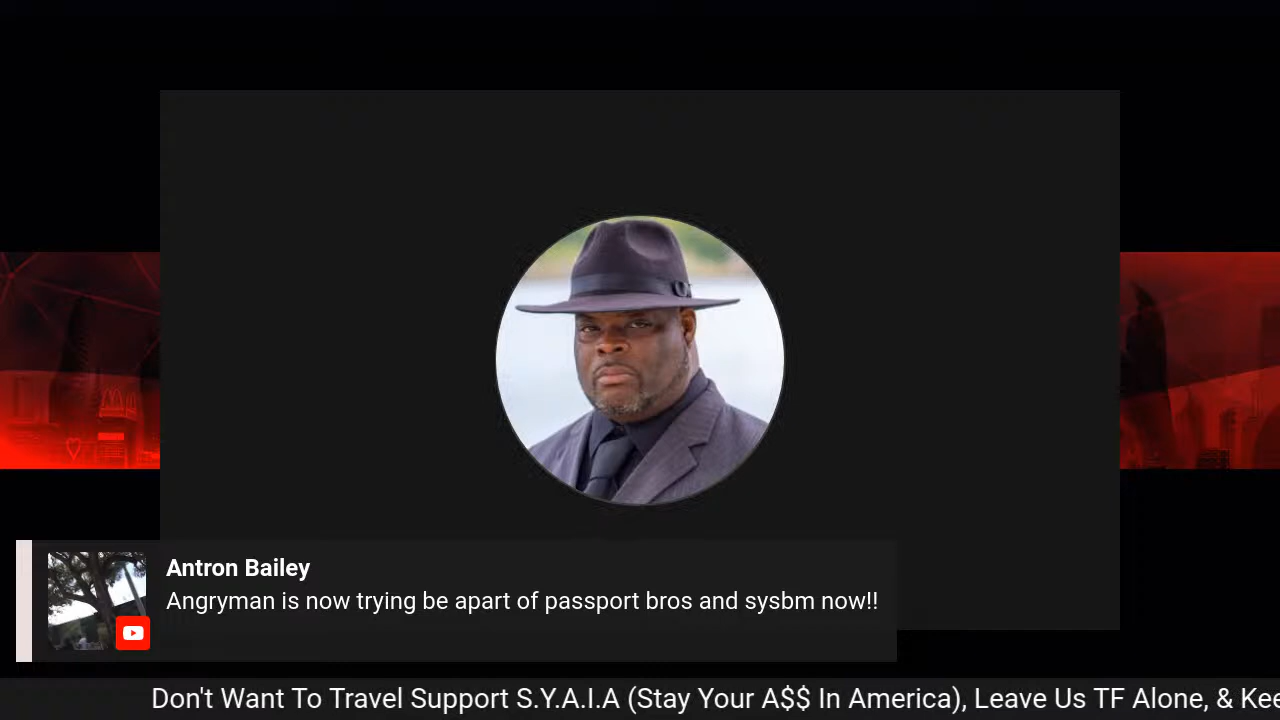 Antron Bailey
Angryman is now trying be apart of passport bros and sysbm now!!
Don't Want To Travel Support S.Y.A.I.A (Stay Your A$$ In America), Leave Us TF Alone, & Kee